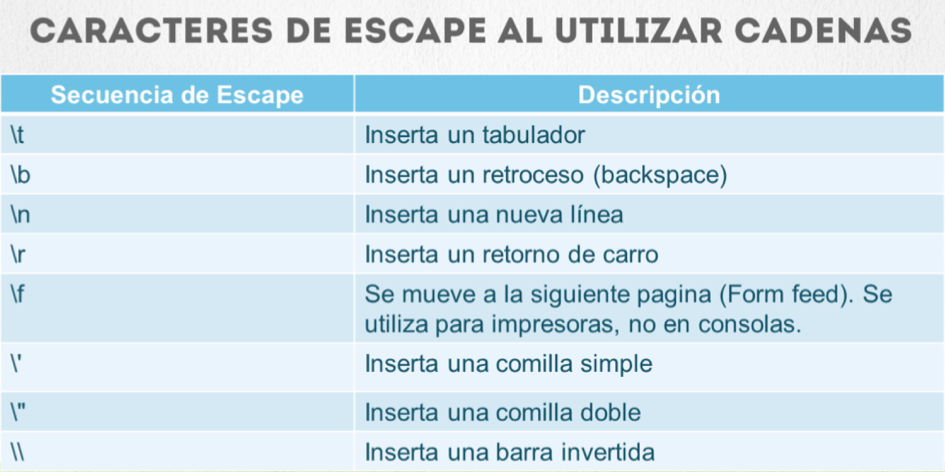 CARACTERES DE ESCAPE AL UTILIZAR CADENAS
Secuencia de Escape Descripción
\t Inserta un tabulador
\b Inserta un retroceso (backspace)
\n Inserta una nueva línea
\r Inserta un retorno de carro
\f Se mueve a la siguiente pagina (Form feed). Se
utiliza para impresoras, no en consolas.
\' Inserta una comilla simple
\" Inserta una comilla doble
\\ Inserta una barra invertida